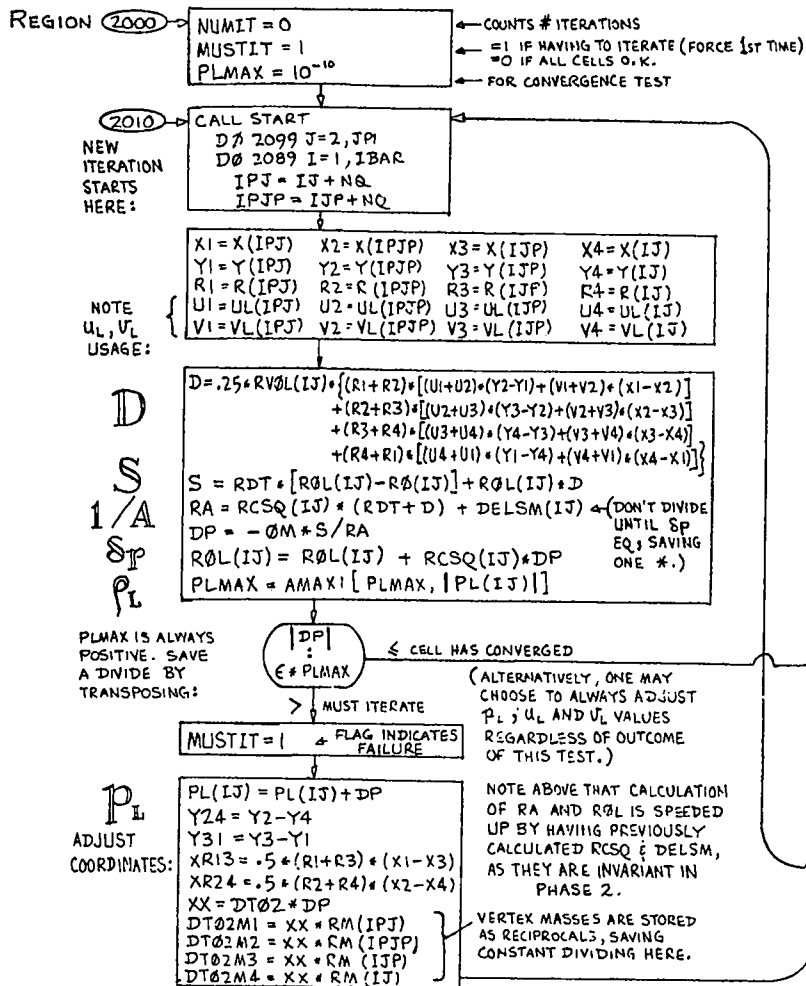 REGION 2000
NUMIT = 0
MUSTIT = 1
PLMAX = 10^-10
COUNTS # ITERATIONS
=1 IF HAVING TO ITERATE (FORCE 1ST TIME)
=0 IF ALL CELLS O.K.
FOR CONVERGENCE TEST
2010
NEW
ITERATION
STARTS
HERE:
CALL START
DØ 2099 J=2,JP1
DØ 2089 I=1,IBAR
IPJ = IJ + NQ
IPJP = IJP + NQ
NOTE
U_L, V_L
USAGE:
X1 = X(IPJ) X2 = X(IPJP) X3 = X(IJP) X4 = X(IJ)
Y1 = Y(IPJ) Y2 = Y(IPJP) Y3 = Y(IJP) Y4 = Y(IJ)
R1 = R(IPJ) R2 = R(IPJP) R3 = R(IJP) R4 = R(IJ)
U1 = UL(IPJ) U2 = UL(IPJP) U3 = UL(IJP) U4 = UL(IJ)
V1 = VL(IPJ) V2 = VL(IPJP) V3 = VL(IJP) V4 = VL(IJ)
D
D=.25*RVØL(IJ)*{(R1+R2)*[(U1+U2)*(Y2-Y1)+(V1+V2)*(X1-X2)]
+(R2+R3)*[(U2+U3)*(Y3-Y2)+(V2+V3)*(X2-X3)]
+(R3+R4)*[(U3+U4)*(Y4-Y3)+(V3+V4)*(X3-X4)]
+(R4+R1)*[(U4+U1)*(Y1-Y4)+(V4+V1)*(X4-X1)]}
S
S = RDT*[RØL(IJ)-RØ(IJ)]+RØL(IJ)*D
1/A
RA = RCSQ(IJ)*(RDT+D) + DELSM(IJ)
(DON'T DIVIDE
UNTIL δp
EQ, SAVING
ONE *.)
δp
DP = -ØM*S/RA
ρ_L
RØL(IJ) = RØL(IJ) + RCSQ(IJ)*DP
PLMAX = AMAX1[PLMAX, |PL(IJ)|]
PLMAX IS ALWAYS
POSITIVE. SAVE
A DIVIDE BY
TRANSPOSING:
|DP|
:
ϵ*PLMAX
≤ CELL HAS CONVERGED
> MUST ITERATE
(ALTERNATIVELY, ONE MAY
CHOOSE TO ALWAYS ADJUST
P_L; U_L AND V_L VALUES
REGARDLESS OF OUTCOME
OF THIS TEST.)
MUSTIT=1
FLAG INDICATES
FAILURE
P_L
ADJUST
COORDINATES:
PL(IJ) = PL(IJ)+DP
Y24 = Y2-Y4
Y31 = Y3-Y1
XR13 = .5*(R1+R3)*(X1-X3)
XR24 = .5*(R2+R4)*(X2-X4)
XX = DTØ2*DP
DTØ2M1 = XX*RM(IPJ)
DTØ2M2 = XX*RM(IPJP)
DTØ2M3 = XX*RM(IJP)
DTØ2M4 = XX*RM(IJ)
NOTE ABOVE THAT CALCULATION
OF RA AND RØL IS SPEEDED
UP BY HAVING PREVIOUSLY
CALCULATED RCSQ & DELSM,
AS THEY ARE INVARIANT IN
PHASE 2.
VERTEX MASSES ARE STORED
AS RECIPROCALS, SAVING
CONSTANT DIVIDING HERE.